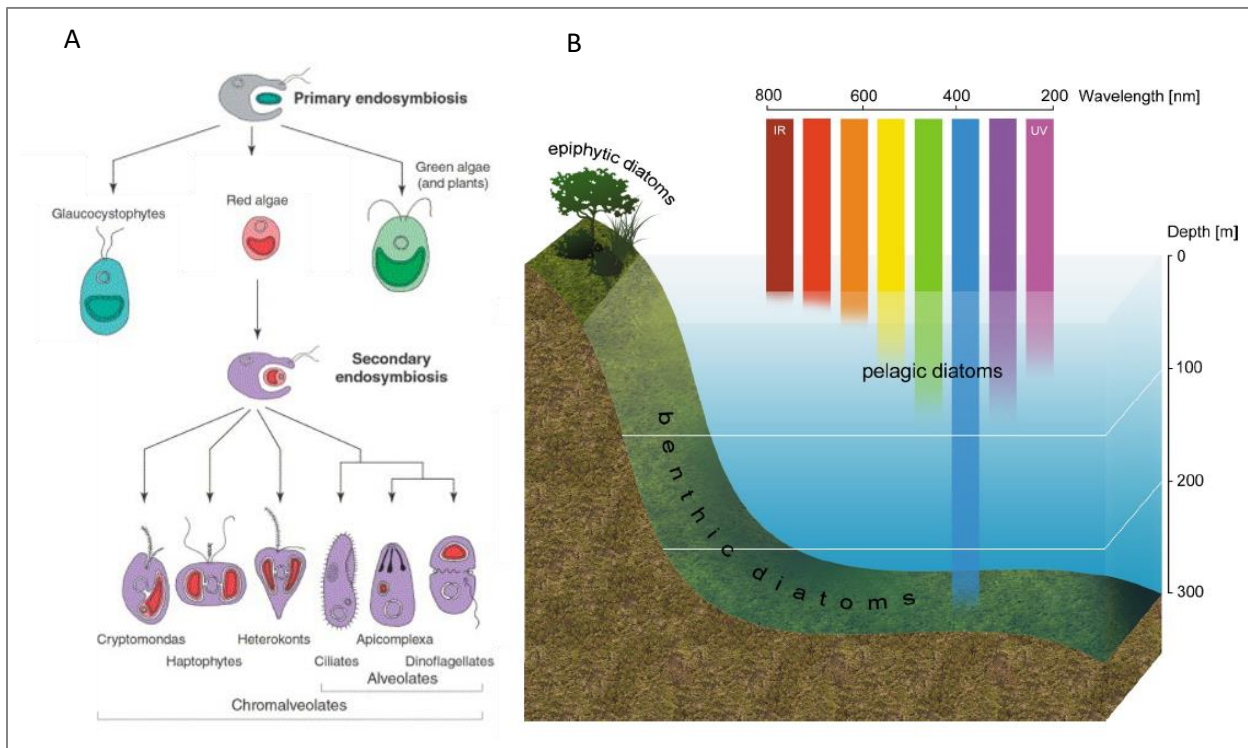 A
Primary endosymbiosis
Green algae
(and plants)
Red algae
Glaucocystophytes
Secondary
endosymbiosis
Cryptomondas
Heterokonts
Apicomplexa
Haptophytes
Ciliates
Dinoflagellates
Alveolates
Chromalveolates
B
800
600
400
200
Wavelength [nm]
IR
UV
epiphytic diatoms
Depth [m]
0
pelagic diatoms
100
benthic diatoms
200
300